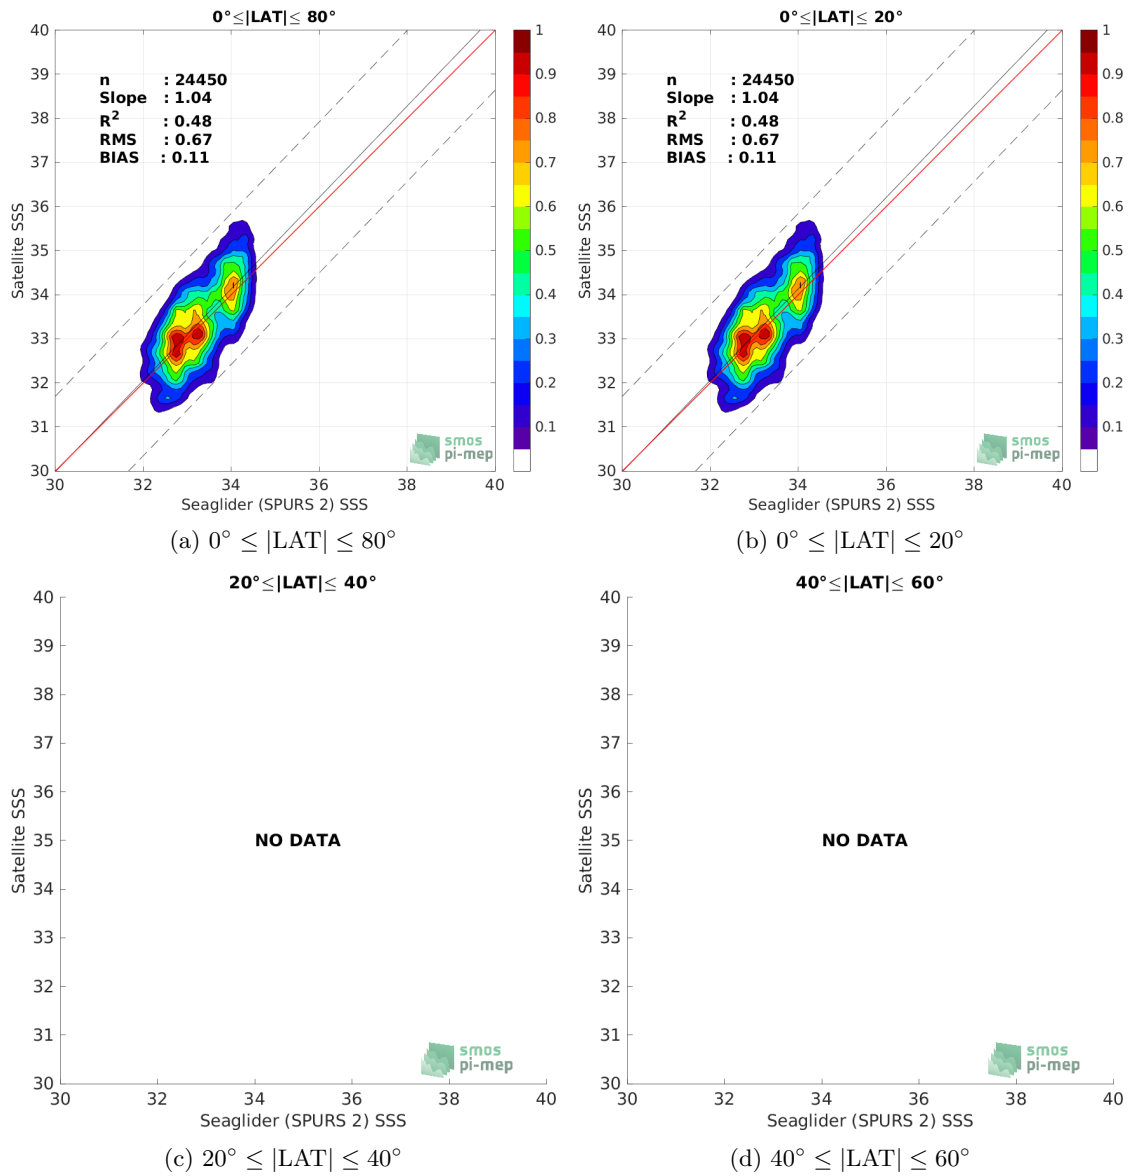 0°≤|LAT|≤ 80°
40
39
38
37
36
35
34
33
32
31
30
Satellite SSS
n : 24450
Slope : 1.04
R² : 0.48
RMS : 0.67
BIAS : 0.11
smos
pi-mep
30 32 34 36 38 40
Seaglider (SPURS 2) SSS
1
0.9
0.8
0.7
0.6
0.5
0.4
0.3
0.2
0.1
(a) 0° ≤ |LAT| ≤ 80°
0°≤|LAT|≤ 20°
40
39
38
37
36
35
34
33
32
31
30
Satellite SSS
n : 24450
Slope : 1.04
R² : 0.48
RMS : 0.67
BIAS : 0.11
smos
pi-mep
30 32 34 36 38 40
Seaglider (SPURS 2) SSS
1
0.9
0.8
0.7
0.6
0.5
0.4
0.3
0.2
0.1
(b) 0° ≤ |LAT| ≤ 20°
20°≤|LAT|≤ 40°
40
39
38
37
36
35
34
33
32
31
30
Satellite SSS
NO DATA
smos
pi-mep
30 32 34 36 38 40
Seaglider (SPURS 2) SSS
(c) 20° ≤ |LAT| ≤ 40°
40°≤|LAT|≤ 60°
40
39
38
37
36
35
34
33
32
31
30
Satellite SSS
NO DATA
smos
pi-mep
30 32 34 36 38 40
Seaglider (SPURS 2) SSS
(d) 40° ≤ |LAT| ≤ 60°